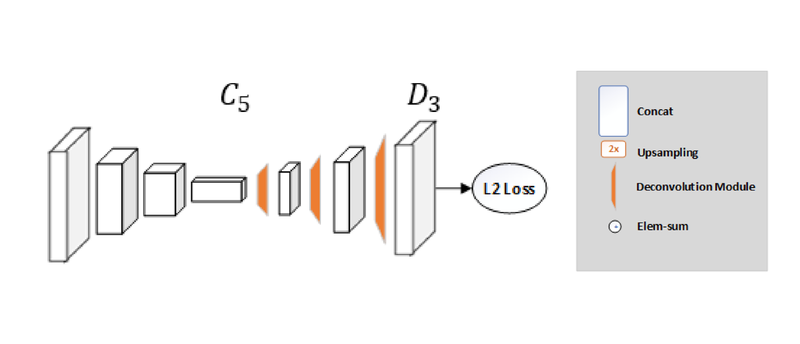 C₅
D₃
L2 Loss
Concat
2x
Upsampling
Deconvolution Module
Elem-sum